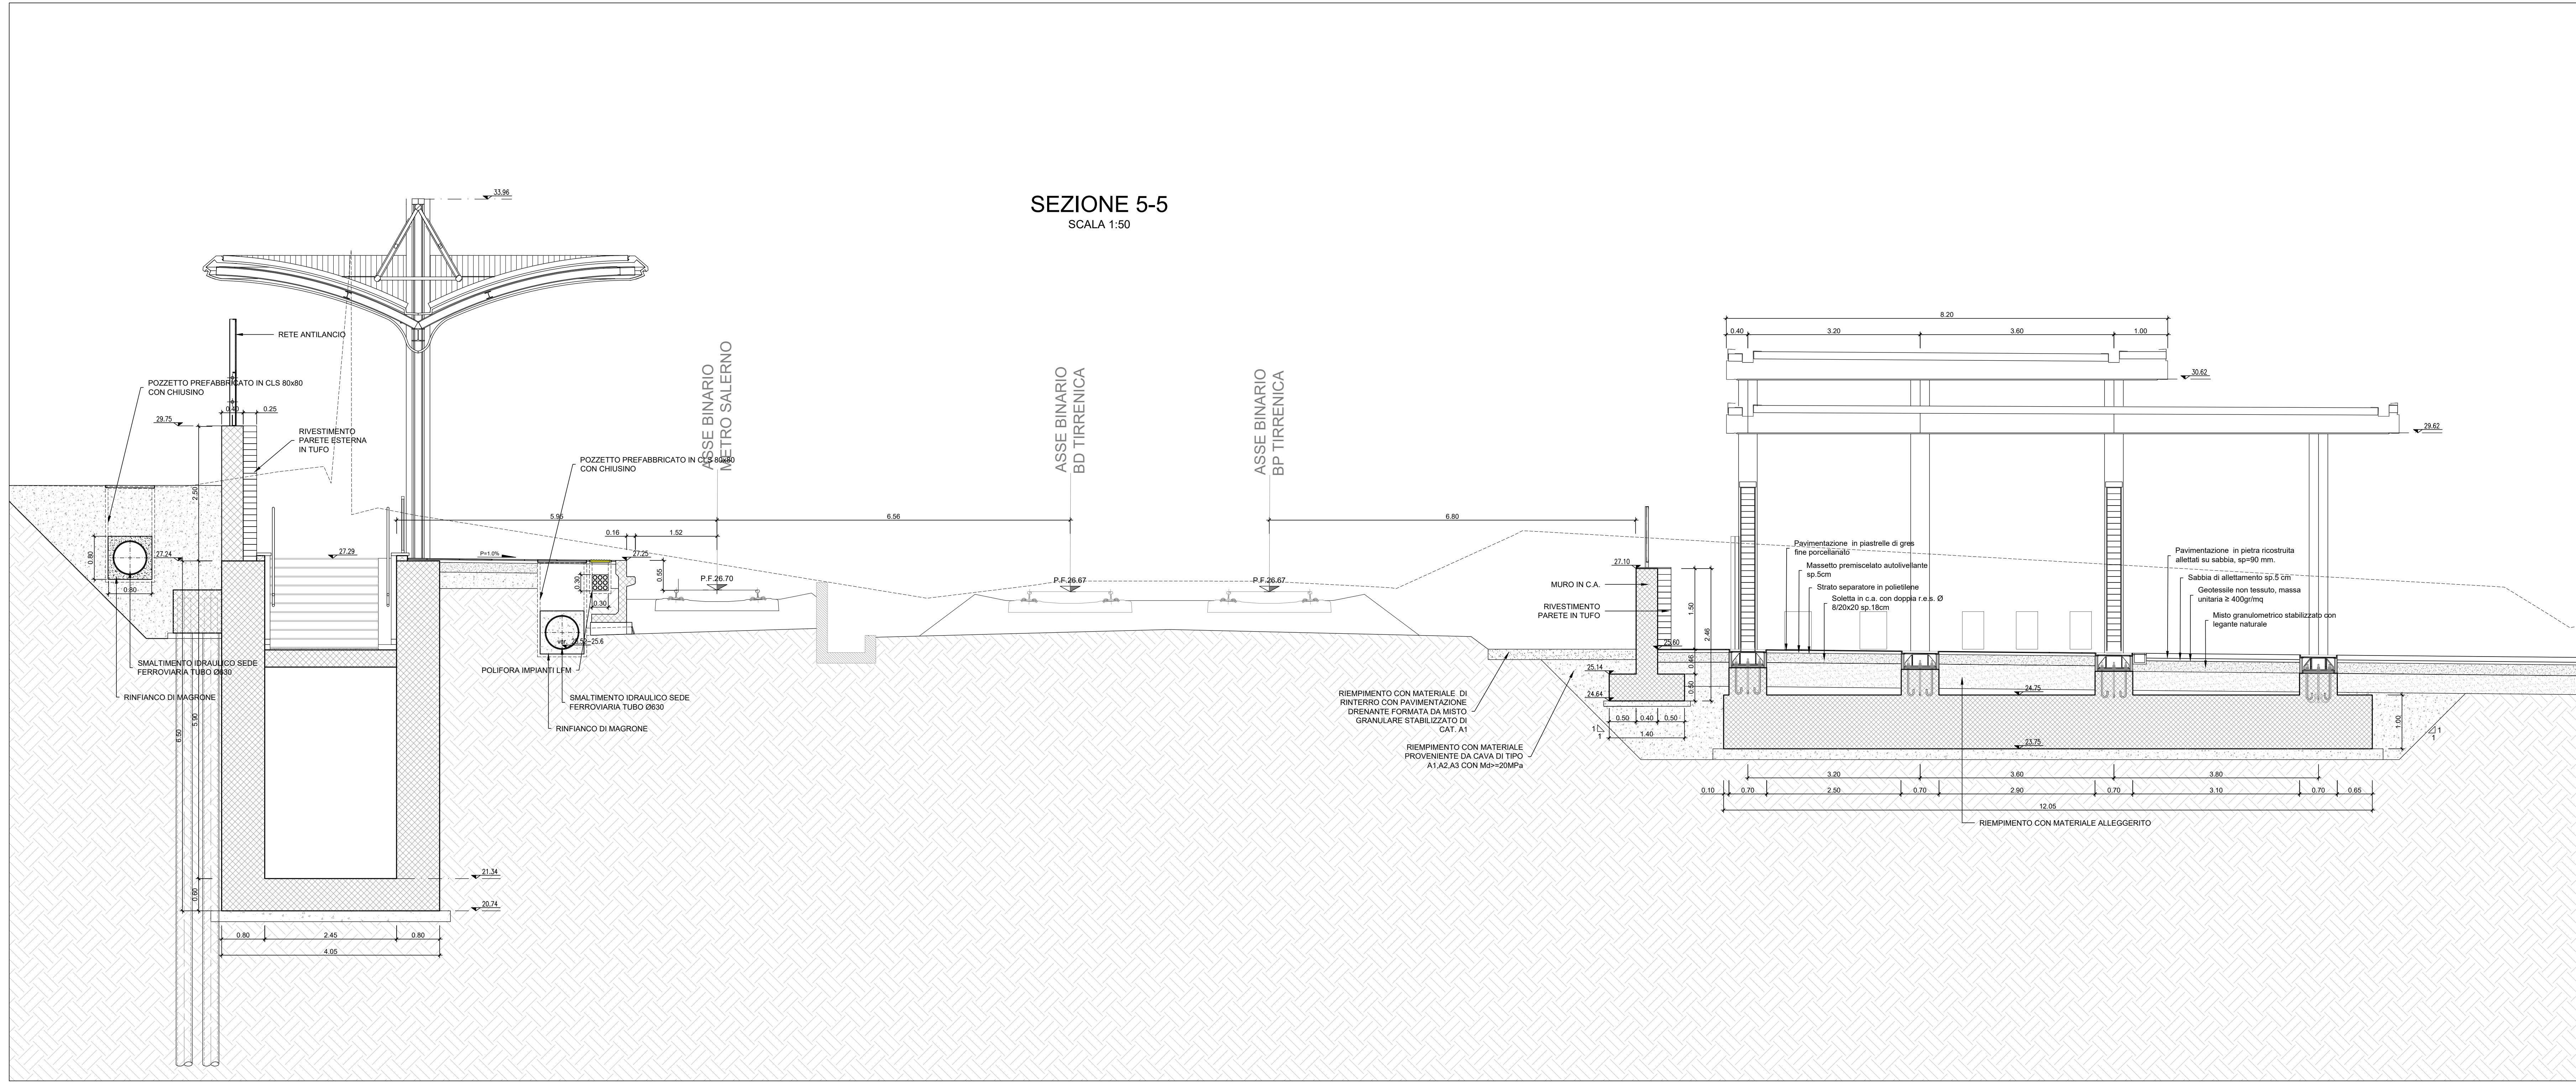 SEZIONE 5-5
SCALA 1:50
33.96
RETE ANTILANCIO
POZZETTO PREFABBRICATO IN CLS 80x80
CON CHIUSINO
0.40
0.25
29.75
RIVESTIMENTO
PARETE ESTERNA
IN TUFO
2.50
0.80
27.24
27.29
0.80
SMALTIMENTO IDRAULICO SEDE
FERROVIARIA TUBO Ø630
RINFIANCO DI MAGRONE
5.90
6.50
0.60
21.34
20.74
0.80
2.45
0.80
4.05
POZZETTO PREFABBRICATO IN CLS 80x80
CON CHIUSINO
ASSE BINARIO
METRO SALERNO
ASSE BINARIO
BD TIRRENICA
ASSE BINARIO
BP TIRRENICA
5.95
6.56
6.80
0.16
1.52
P=1.0%
27.25
0.30
0.55
0.30
P.F.26.70
P.F.26.67
P.F.26.67
25.6
POLIFORA IMPIANTI LFM
SMALTIMENTO IDRAULICO SEDE
FERROVIARIA TUBO Ø630
RINFIANCO DI MAGRONE
27.10
MURO IN C.A.
RIVESTIMENTO
PARETE IN TUFO
1.50
2.46
25.60
0.46
25.14
0.50
24.64
0.50
0.40
0.50
1.40
1
1
RIEMPIMENTO CON MATERIALE DI
RINTERRO CON PAVIMENTAZIONE
DRENANTE FORMATA DA MISTO
GRANULARE STABILIZZATO DI
CAT. A1
RIEMPIMENTO CON MATERIALE
PROVENIENTE DA CAVA DI TIPO
A1,A2,A3 CON Md>=20MPa
8.20
0.40
3.20
3.60
1.00
30.62
29.62
Pavimentazione in piastrelle di gres
fine porcellanato
Massetto premiscelato autolivellante
sp.5cm
Strato separatore in polietilene
Soletta in c.a. con doppia r.e.s. Ø
8/20x20 sp.18cm
Pavimentazione in pietra ricostruita
allettati su sabbia, sp=90 mm.
Sabbia di allettamento sp.5 cm
Geotessile non tessuto, massa
unitaria ≥ 400gr/mq
Misto granulometrico stabilizzato con
legante naturale
24.75
23.75
1.00
1
1
3.20
3.60
3.80
0.10
0.70
2.50
0.70
2.90
0.70
3.10
0.70
0.65
12.05
RIEMPIMENTO CON MATERIALE ALLEGGERITO